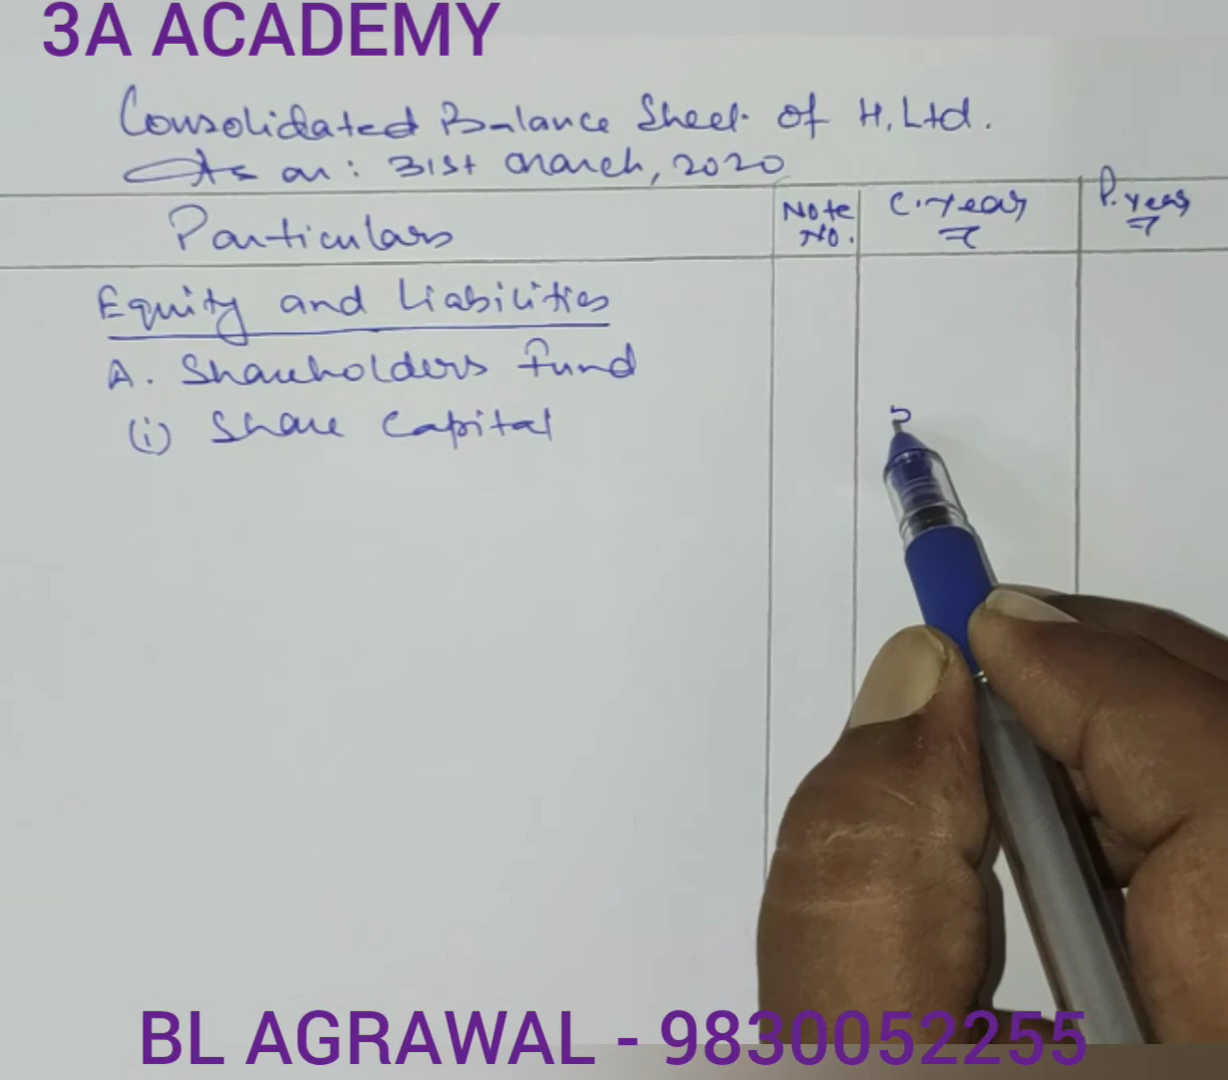 3A ACADEMY
Consolidated Balance Sheet of H. Ltd.
As on: 31st March, 2020
Particulars
Note No.
C. Year
₹
P. Year
₹
Equity and Liabilities
A. Shareholders fund
(i) Share Capital
BL AGRAWAL - 9830052255